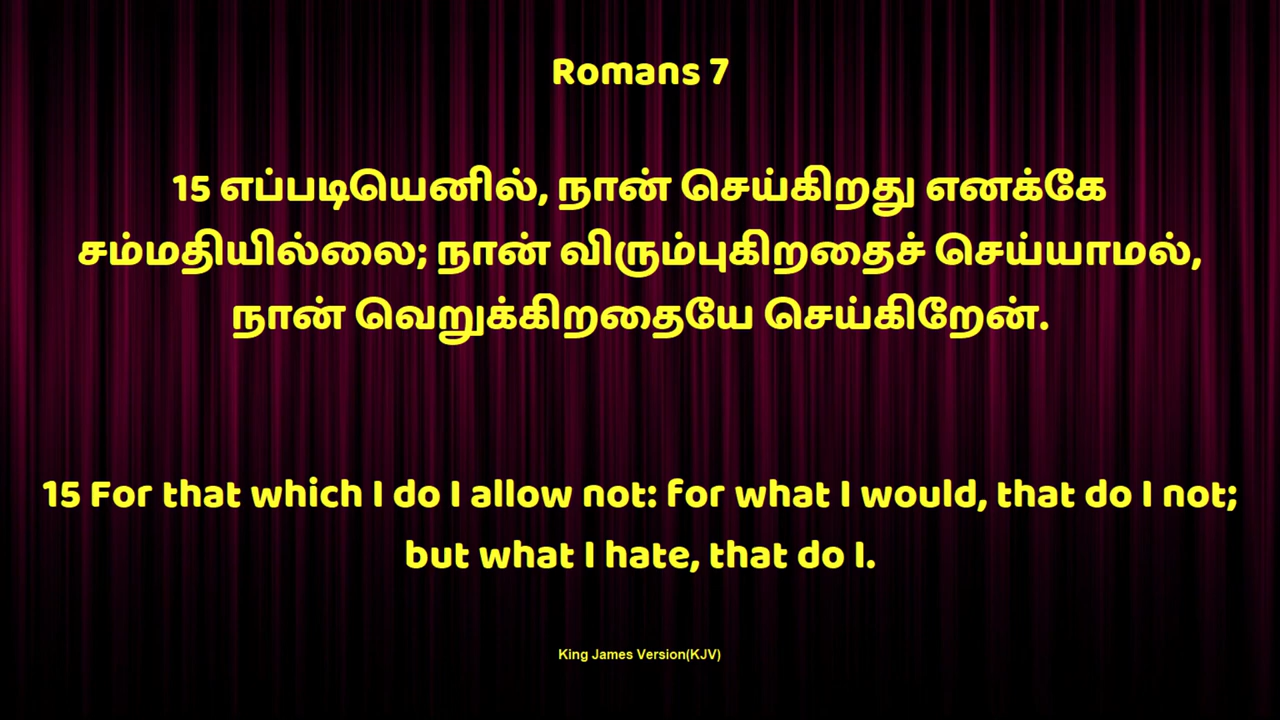 Romans 7
15 எப்படியெனில், நான் செய்கிறது எனக்கே
சம்மதியில்லை; நான் விரும்புகிறதைச் செய்யாமல்,
நான் வெறுக்கிறதையே செய்கிறேன்.
15 For that which I do I allow not: for what I would, that do I not;
but what I hate, that do I.
King James Version(KJV)